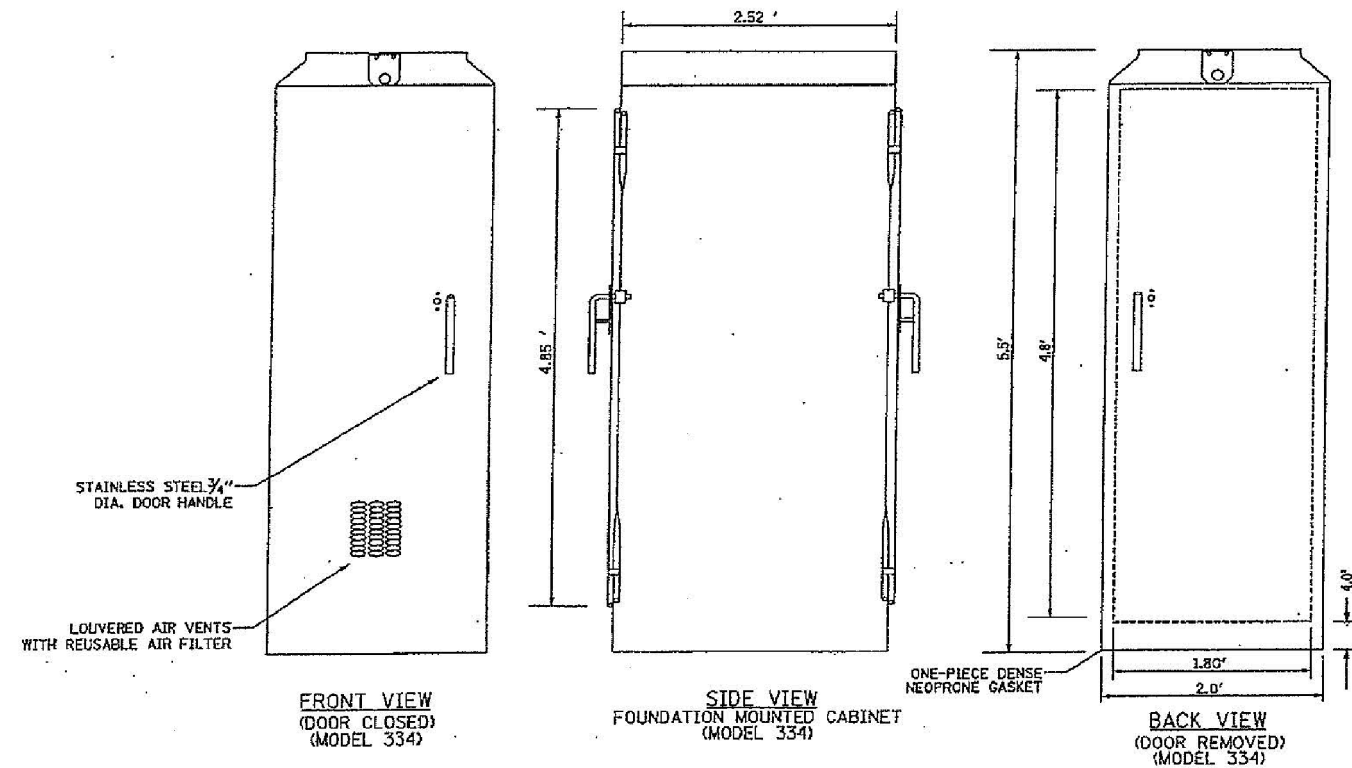 2.52 '
4.85 '
5.5'
4.8'
4.0"
STAINLESS STEEL 3/4"
DIA. DOOR HANDLE
LOUVERED AIR VENTS
WITH REUSABLE AIR FILTER
ONE-PIECE DENSE
NEOPRONE GASKET
1.80'
2.0'
FRONT VIEW
(DOOR CLOSED)
(MODEL 334)
SIDE VIEW
FOUNDATION MOUNTED CABINET
(MODEL 334)
BACK VIEW
(DOOR REMOVED)
(MODEL 334)